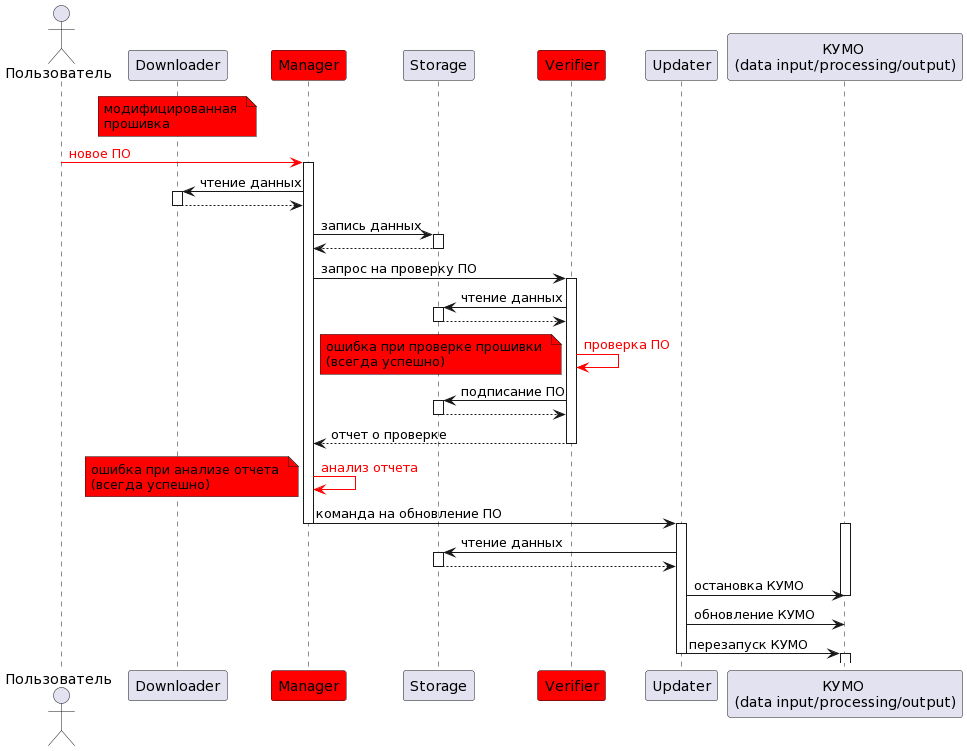 Пользователь
Downloader
Manager
Storage
Verifier
Updater
КУМО
(data input/processing/output)
модифицированная
прошивка
новое ПО
чтение данных
запись данных
запрос на проверку ПО
чтение данных
ошибка при проверке прошивки
(всегда успешно)
проверка ПО
подписание ПО
отчет о проверке
ошибка при анализе отчета
(всегда успешно)
анализ отчета
команда на обновление ПО
чтение данных
остановка КУМО
обновление КУМО
перезапуск КУМО
Пользователь
Downloader
Manager
Storage
Verifier
Updater
КУМО
(data input/processing/output)